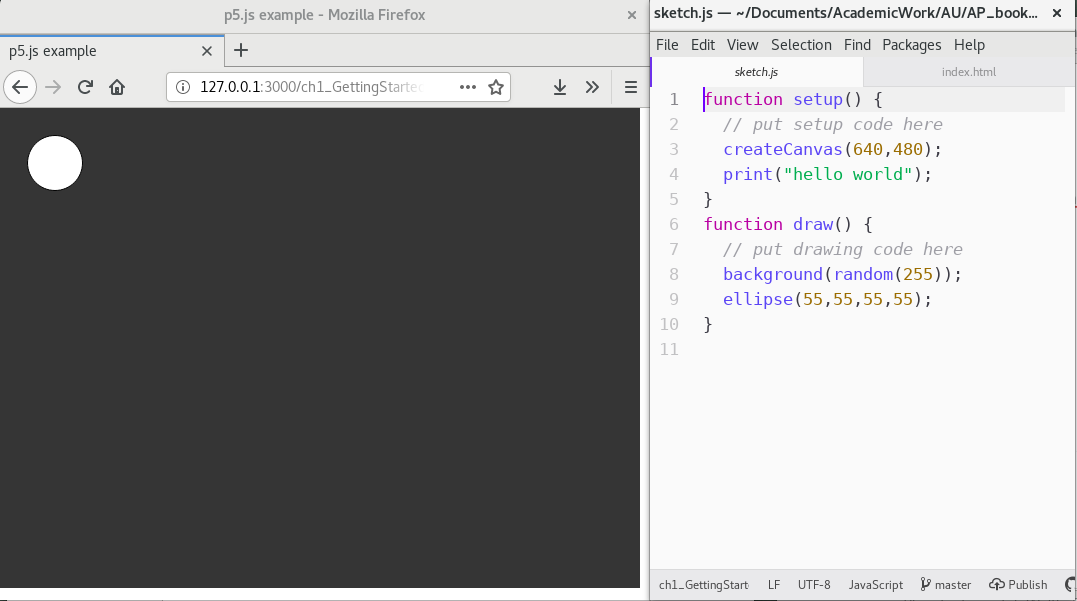 p5.js example - Mozilla Firefox
p5.js example
127.0.0.1:3000/ch1_GettingStarted
sketch.js — ~/Documents/AcademicWork/AU/AP_book...
File Edit View Selection Find Packages Help
sketch.js index.html
1 function setup() {
2 // put setup code here
3 createCanvas(640,480);
4 print("hello world");
5 }
6 function draw() {
7 // put drawing code here
8 background(random(255));
9 ellipse(55,55,55,55);
10 }
11
ch1_GettingStart LF UTF-8 JavaScript master Publish